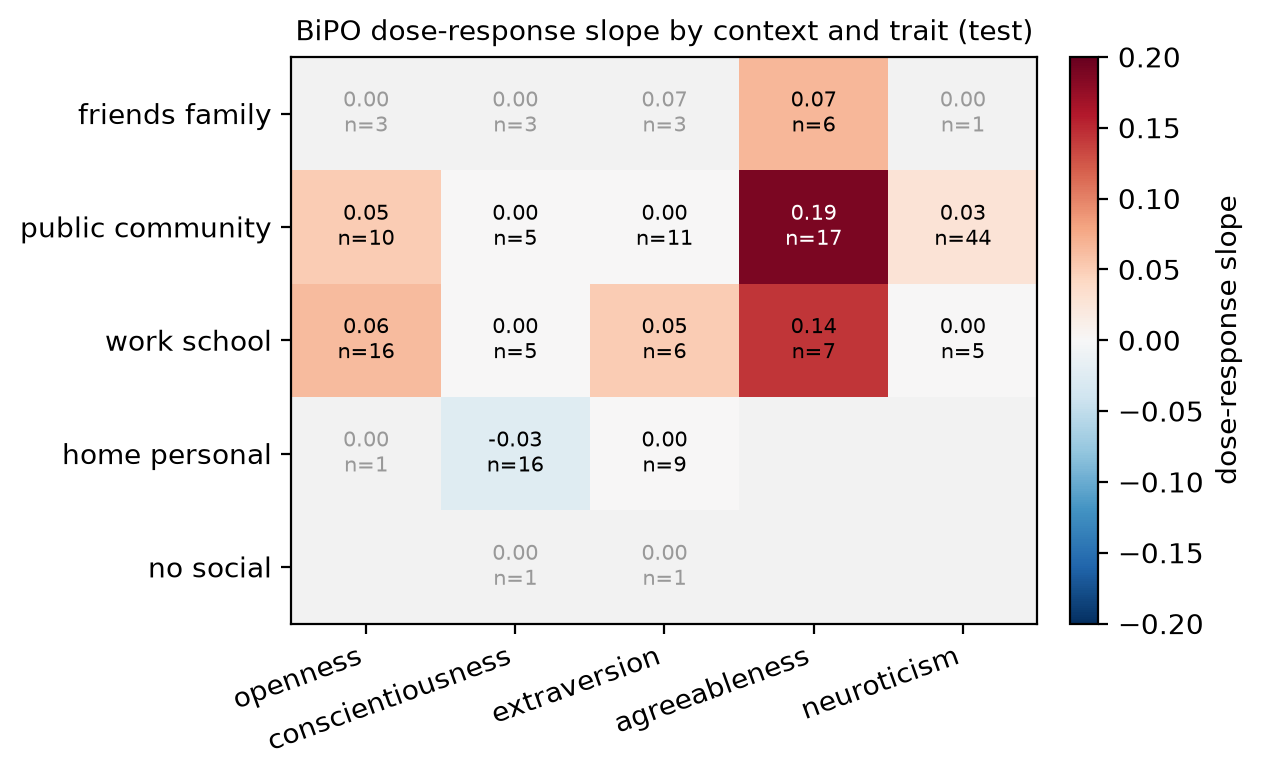 BiPO dose-response slope by context and trait (test)
friends family
0.00
n=3
0.00
n=3
0.07
n=3
0.07
n=6
0.00
n=1
public community
0.05
n=10
0.00
n=5
0.00
n=11
0.19
n=17
0.03
n=44
work school
0.06
n=16
0.00
n=5
0.05
n=6
0.14
n=7
0.00
n=5
home personal
0.00
n=1
-0.03
n=16
0.00
n=9
no social
0.00
n=1
0.00
n=1
openness
conscientiousness
extraversion
agreeableness
neuroticism
0.20
0.15
0.10
0.05
0.00
−0.05
−0.10
−0.15
−0.20
dose-response slope